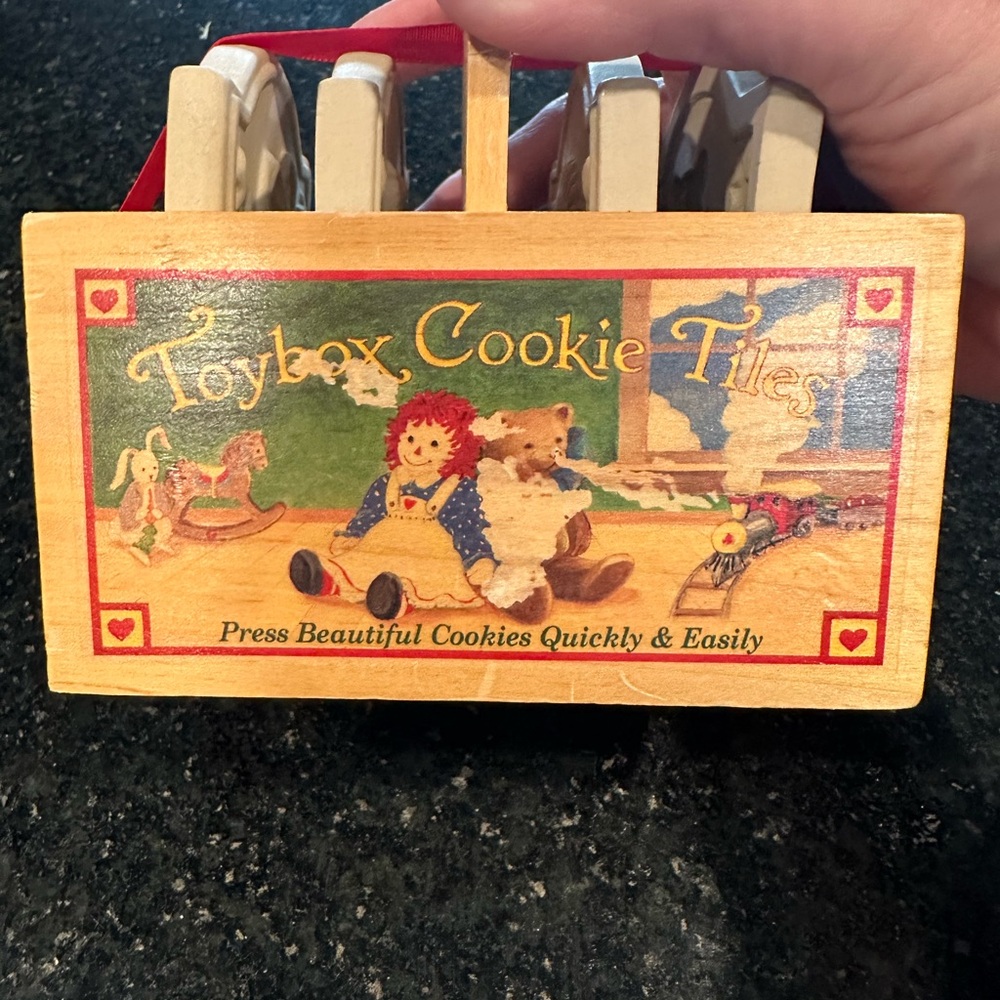 Toybox Cookie Tiles
Press Beautiful Cookies Quickly & Easily